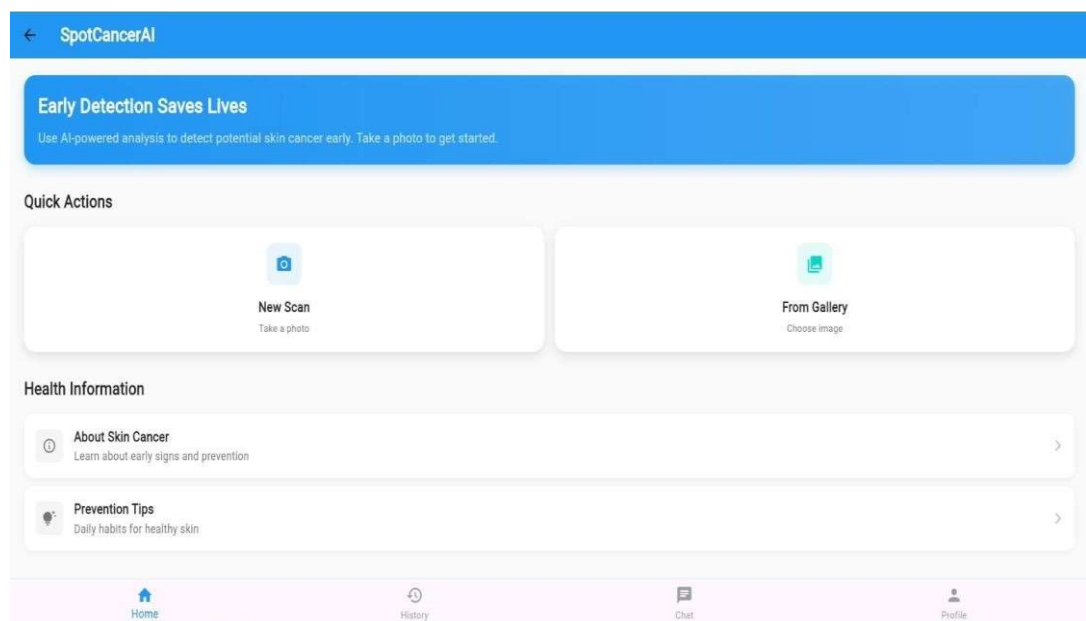 SpotCancerAI
Early Detection Saves Lives
Use AI-powered analysis to detect potential skin cancer early. Take a photo to get started.
Quick Actions
New Scan
Take a photo
From Gallery
Choose image
Health Information
About Skin Cancer
Learn about early signs and prevention
Prevention Tips
Daily habits for healthy skin
Home
History
Chat
Profile